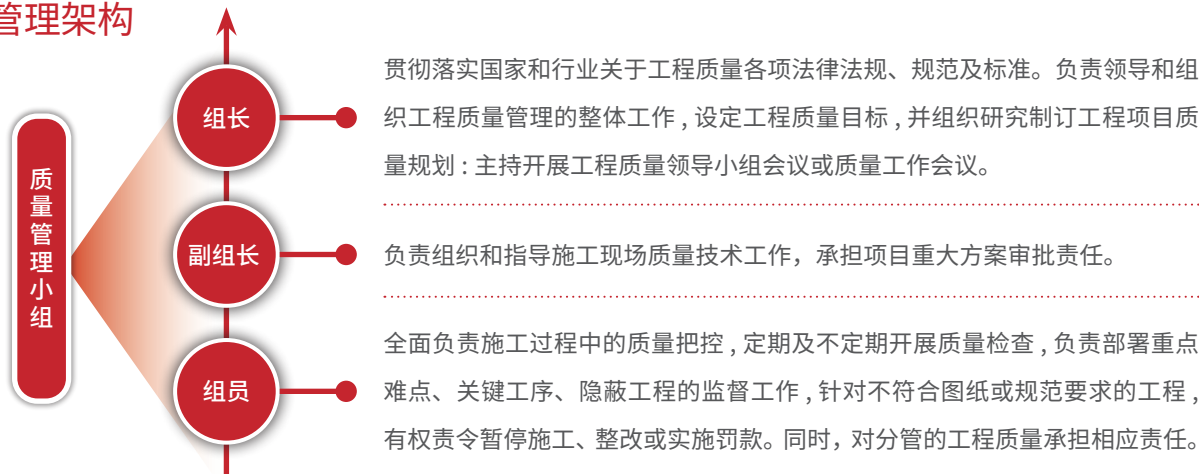 管理架构
质量管理小组
组长
贯彻落实国家和行业关于工程质量各项法律法规、规范及标准。负责领导和组
织工程质量管理的整体工作 , 设定工程质量目标 , 并组织研究制订工程项目质
量规划 : 主持开展工程质量领导小组会议或质量工作会议。
副组长
负责组织和指导施工现场质量技术工作，承担项目重大方案审批责任。
组员
全面负责施工过程中的质量把控 , 定期及不定期开展质量检查 , 负责部署重点
难点、关键工序、隐蔽工程的监督工作 , 针对不符合图纸或规范要求的工程 ,
有权责令暂停施工、整改或实施罚款。同时，对分管的工程质量承担相应责任。